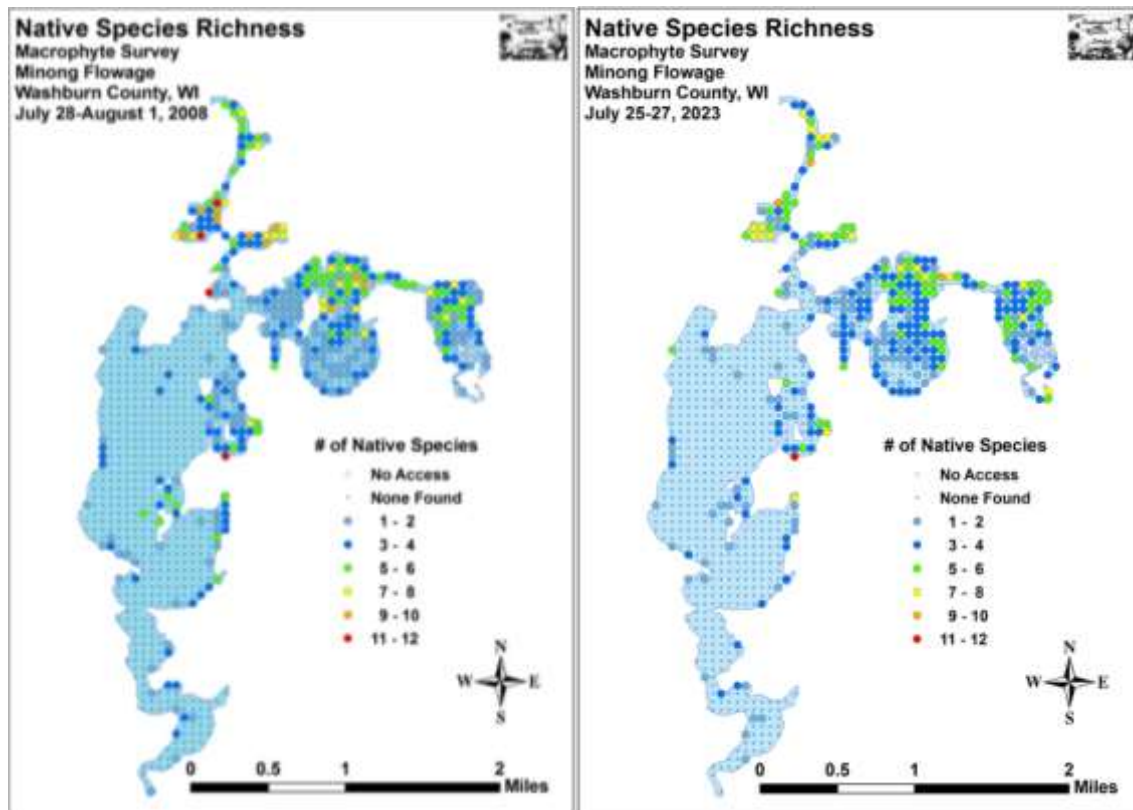 Native Species Richness
Macrophyte Survey
Minong Flowage
Washburn County, WI
July 28-August 1, 2008
# of Native Species
No Access
None Found
1 - 2
3 - 4
5 - 6
7 - 8
9 - 10
11 - 12
N
W E
S
0 0.5 1 2
Miles
Native Species Richness
Macrophyte Survey
Minong Flowage
Washburn County, WI
July 25-27, 2023
# of Native Species
No Access
None Found
1 - 2
3 - 4
5 - 6
7 - 8
9 - 10
11 - 12
N
W E
S
0 0.5 1 2
Miles